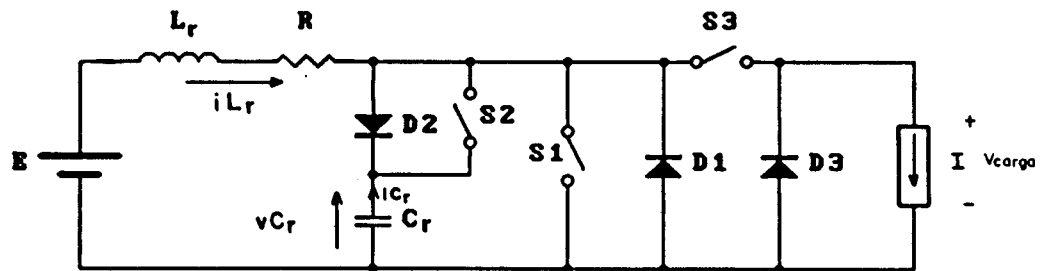 Lr
R
S3
iLr
D2
S2
S1
E
D1
D3
I
+
Vcarga
-
iCr
vCr
Cr